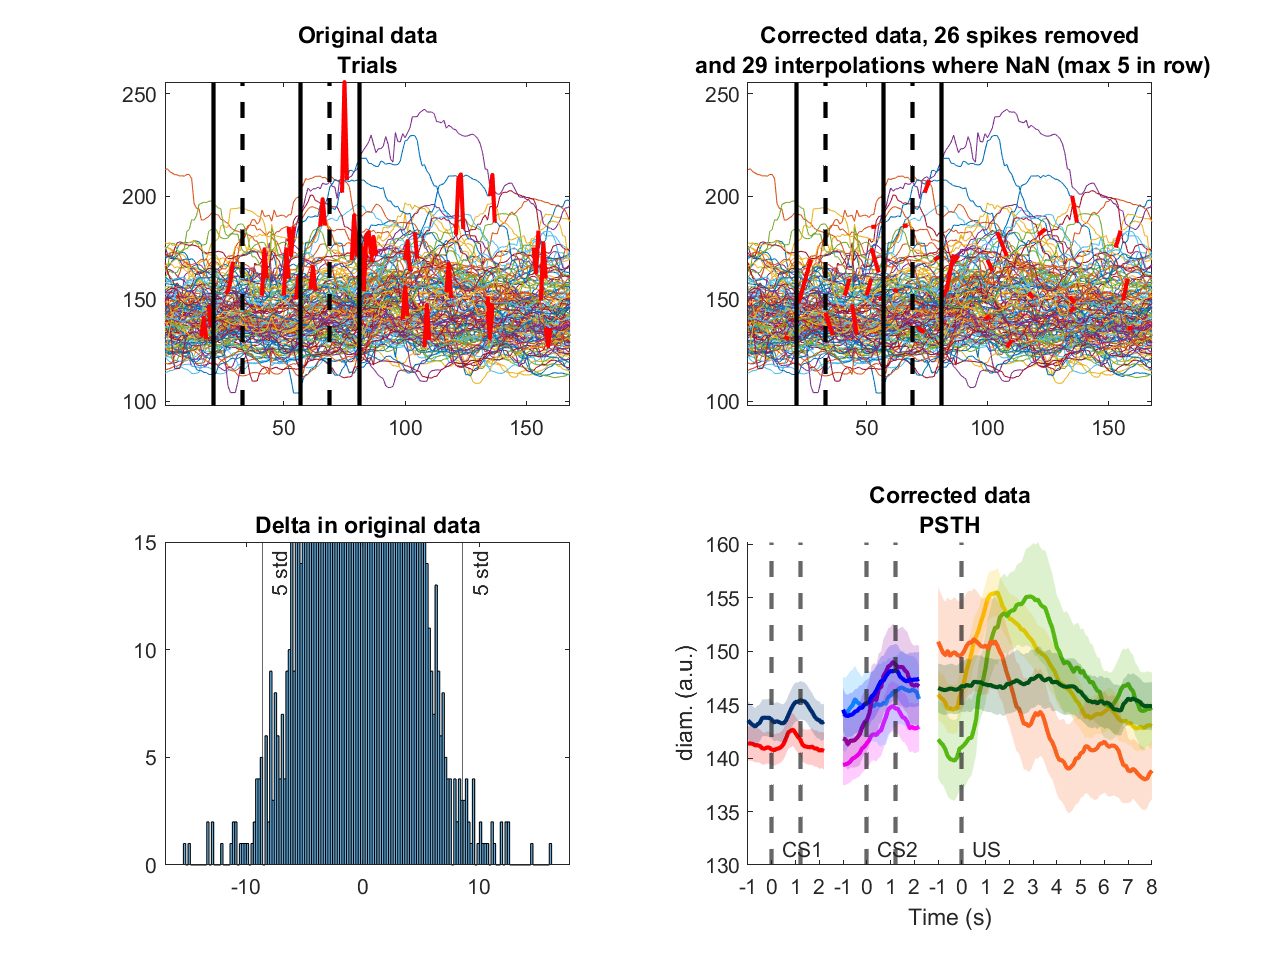 Original data
Trials
250
200
150
100
50
100
150
Corrected data, 26 spikes removed
and 29 interpolations where NaN (max 5 in row)
250
200
150
100
50
100
150
Delta in original data
15
10
5
0
5 std
5 std
-10
0
10
Corrected data
PSTH
160
155
150
145
140
135
130
diam. (a.u.)
CS1
CS2
US
-1 0 1 2 -1 0 1 2 -1 0 1 2 3 4 5 6 7 8
Time (s)